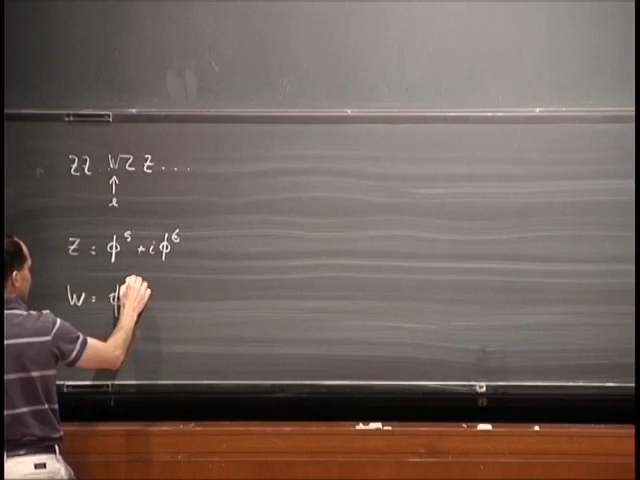 ZZ.WZZ...
↑
l
Z = ϕ⁵ + iϕ⁶
W = ϕ